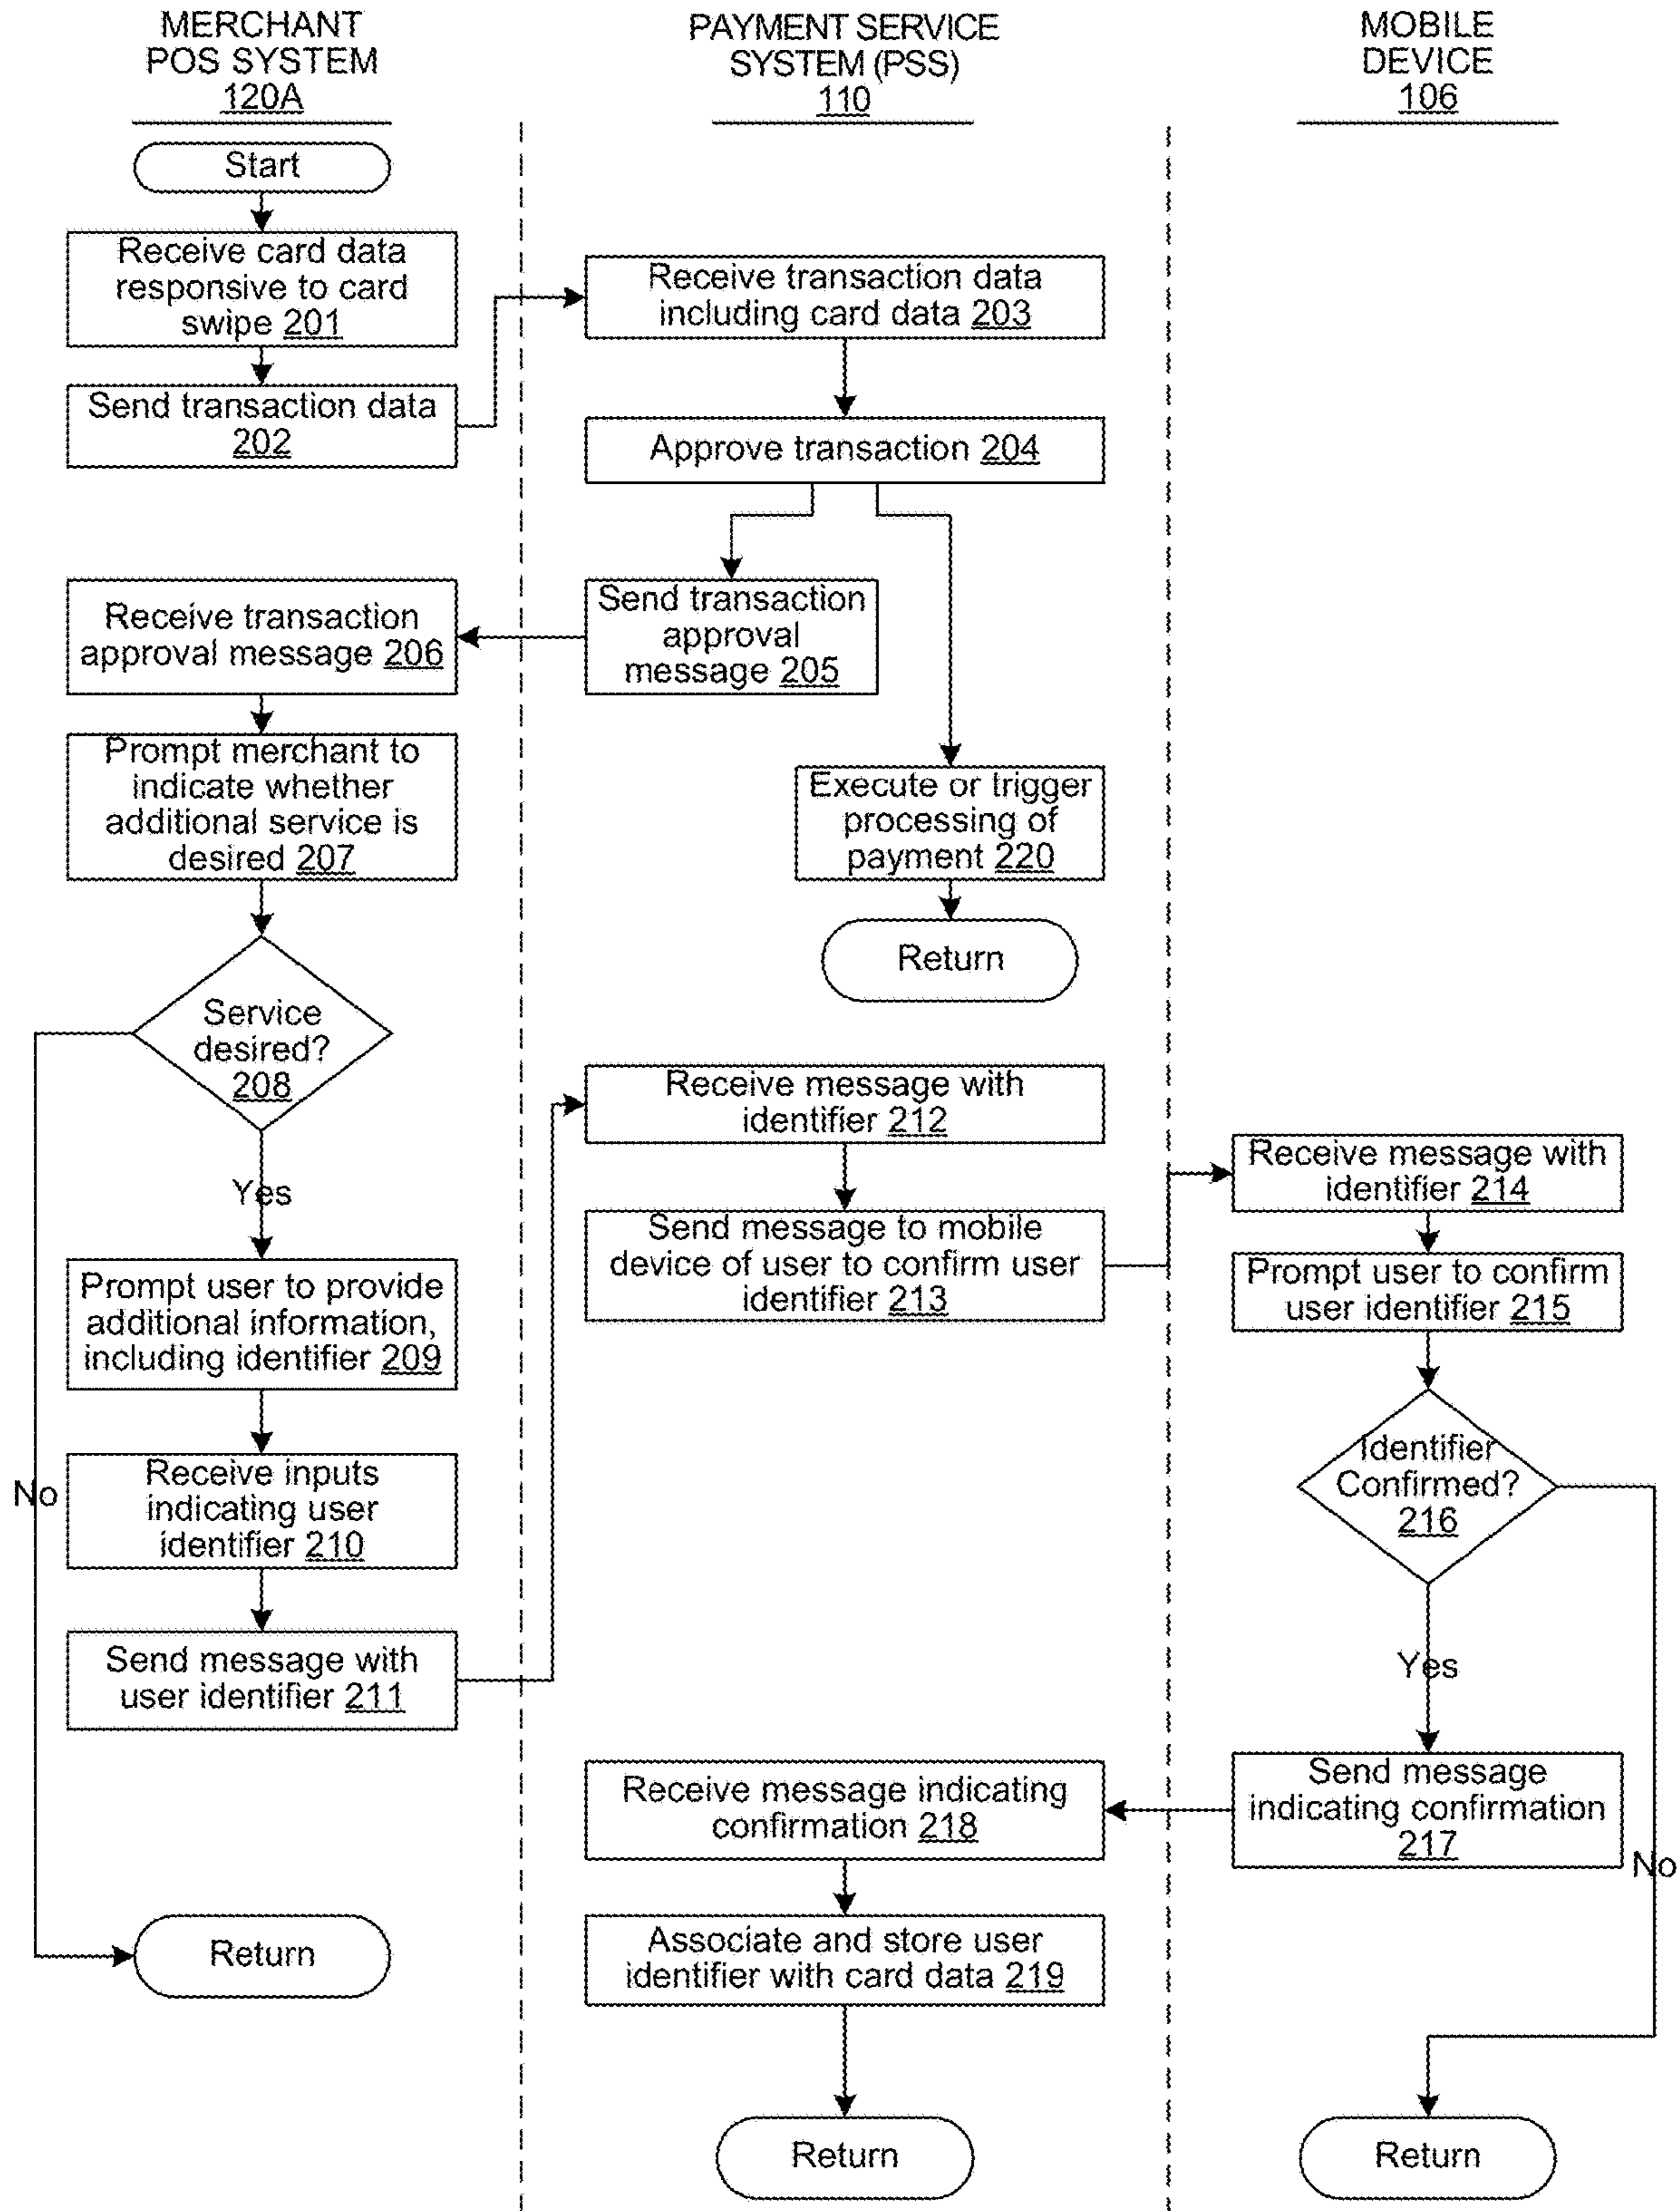 MERCHANT
POS SYSTEM
120A
PAYMENT SERVICE
SYSTEM (PSS)
110
MOBILE
DEVICE
106
Start
Receive card data
responsive to card
swipe 201
Send transaction data
202
Receive transaction data
including card data 203
Approve transaction 204
Send transaction
approval
message 205
Receive transaction
approval message 206
Prompt merchant to
indicate whether
additional service is
desired 207
Execute or trigger
processing of
payment 220
Return
Service
desired?
208
Yes
No
Prompt user to provide
additional information,
including identifier 209
Receive inputs
indicating user
identifier 210
Send message with
user identifier 211
Return
Receive message with
identifier 212
Send message to mobile
device of user to confirm user
identifier 213
Receive message with
identifier 214
Prompt user to confirm
user identifier 215
Identifier
Confirmed?
216
Yes
No
Send message
indicating confirmation
217
Receive message indicating
confirmation 218
Associate and store user
identifier with card data 219
Return
Return